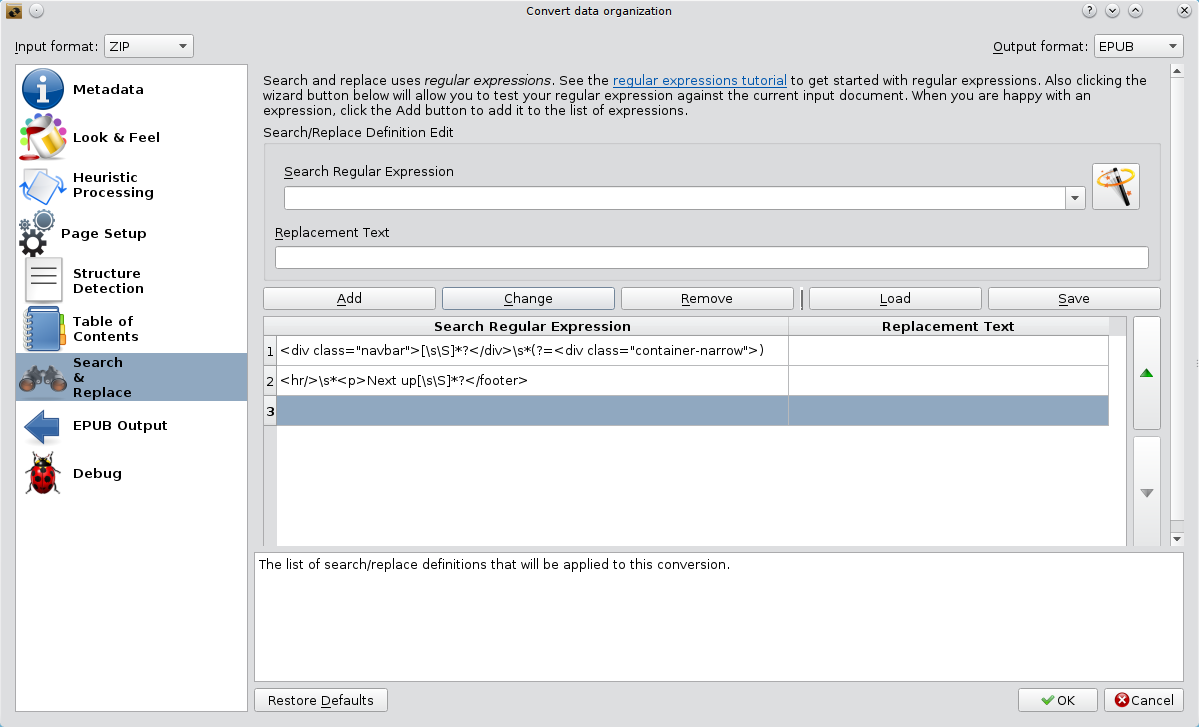 Convert data organization
Input format: ZIP
Output format: EPUB
Metadata
Look & Feel
Heuristic
Processing
Page Setup
Structure
Detection
Table of
Contents
Search
&
Replace
EPUB Output
Debug
Search and replace uses regular expressions. See the regular expressions tutorial to get started with regular expressions. Also clicking the
wizard button below will allow you to test your regular expression against the current input document. When you are happy with an
expression, click the Add button to add it to the list of expressions.
Search/Replace Definition Edit
Search Regular Expression
Replacement Text
Add Change Remove Load Save
Search Regular Expression Replacement Text
1 <div class="navbar">[\s\S]*?</div>\s*(?=<div class="container-narrow">)
2 <hr/>\s*<p>Next up[\s\S]*?</footer>
3
The list of search/replace definitions that will be applied to this conversion.
Restore Defaults OK Cancel